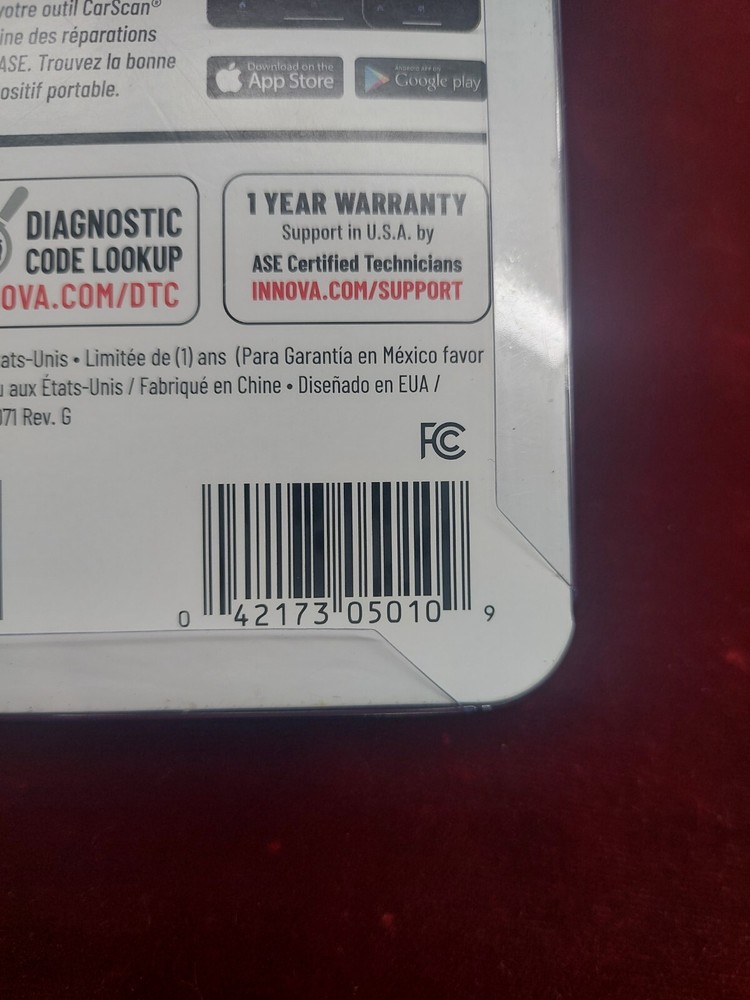 votre outil CarScan®
ine des réparations
ASE. Trouvez la bonne
ositif portable.
Download on the
App Store
Google play
DIAGNOSTIC
CODE LOOKUP
OVA.COM/DTC
1 YEAR WARRANTY
Support in U.S.A. by
ASE Certified Technicians
INNOVA.COM/SUPPORT
ats-Unis • Limitée de (1) ans (Para Garantía en México favor
u aux États-Unis / Fabriqué en Chine • Diseñado en EUA /
071 Rev. G
FC
0 42173 05010 9